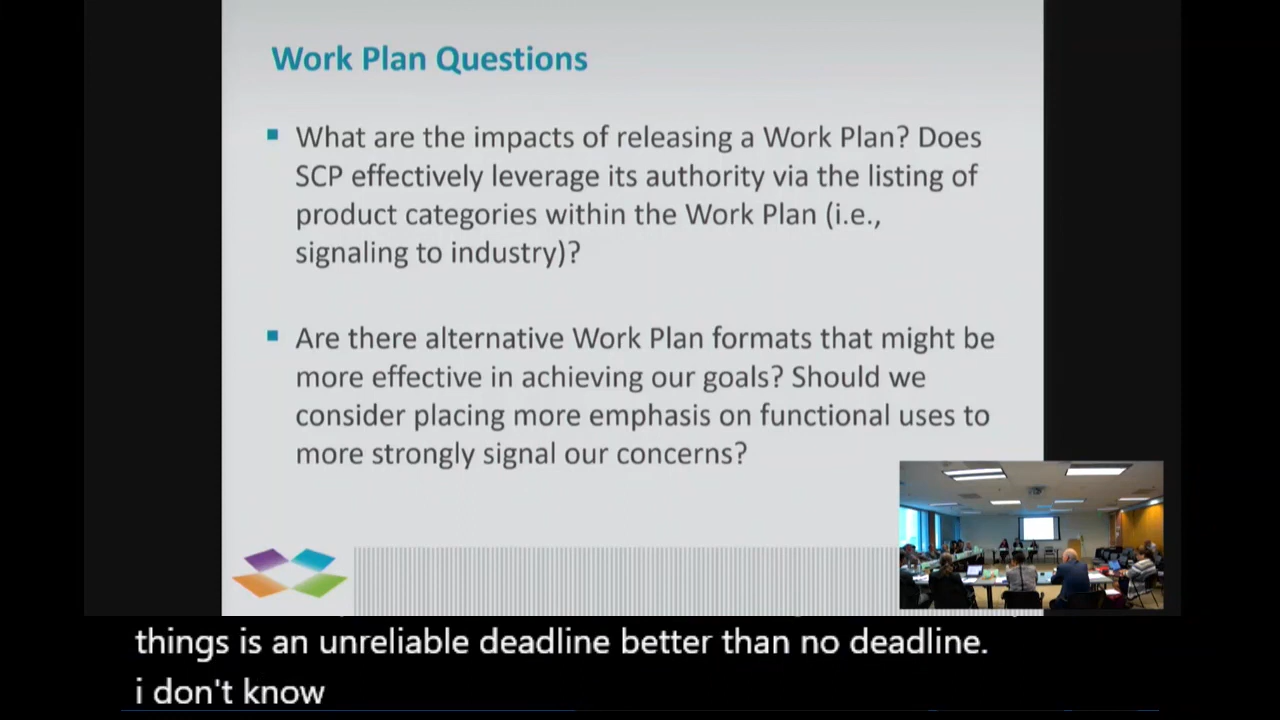 Work Plan Questions
What are the impacts of releasing a Work Plan? Does
SCP effectively leverage its authority via the listing of
product categories within the Work Plan (i.e.,
signaling to industry)?
Are there alternative Work Plan formats that might be
more effective in achieving our goals? Should we
consider placing more emphasis on functional uses to
more strongly signal our concerns?
things is an unreliable deadline better than no deadline.
i don't know